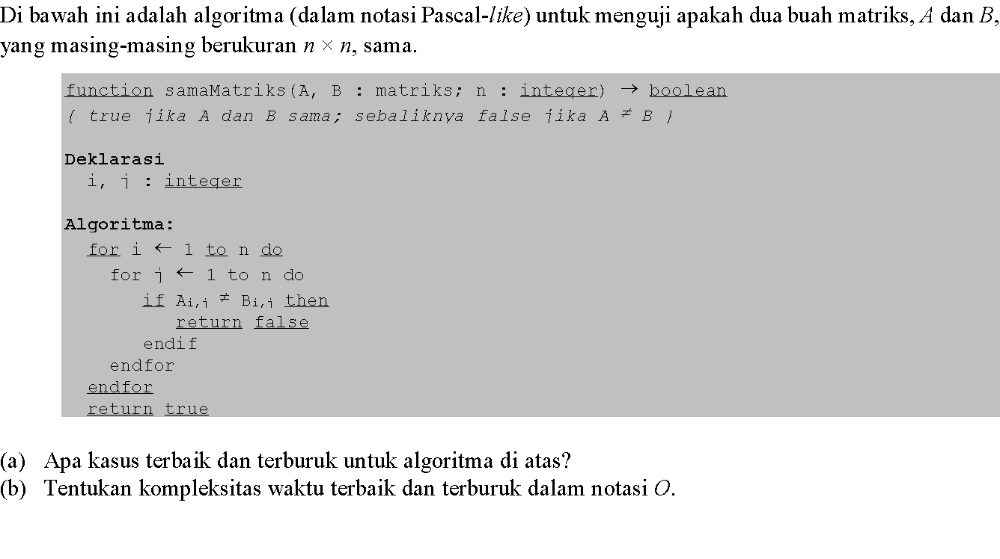 Di bawah ini adalah algoritma (dalam notasi Pascal-like) untuk menguji apakah dua buah matriks, A dan B,
yang masing-masing berukuran n × n, sama.
function samaMatriks(A, B : matriks; n : integer) → boolean
{ true jika A dan B sama; sebaliknya false jika A ≠ B }
Deklarasi
i, j : integer
Algoritma:
for i ← 1 to n do
for j ← 1 to n do
if Ai,j ≠ Bi,j then
return false
endif
endfor
endfor
return true
(a) Apa kasus terbaik dan terburuk untuk algoritma di atas?
(b) Tentukan kompleksitas waktu terbaik dan terburuk dalam notasi O.